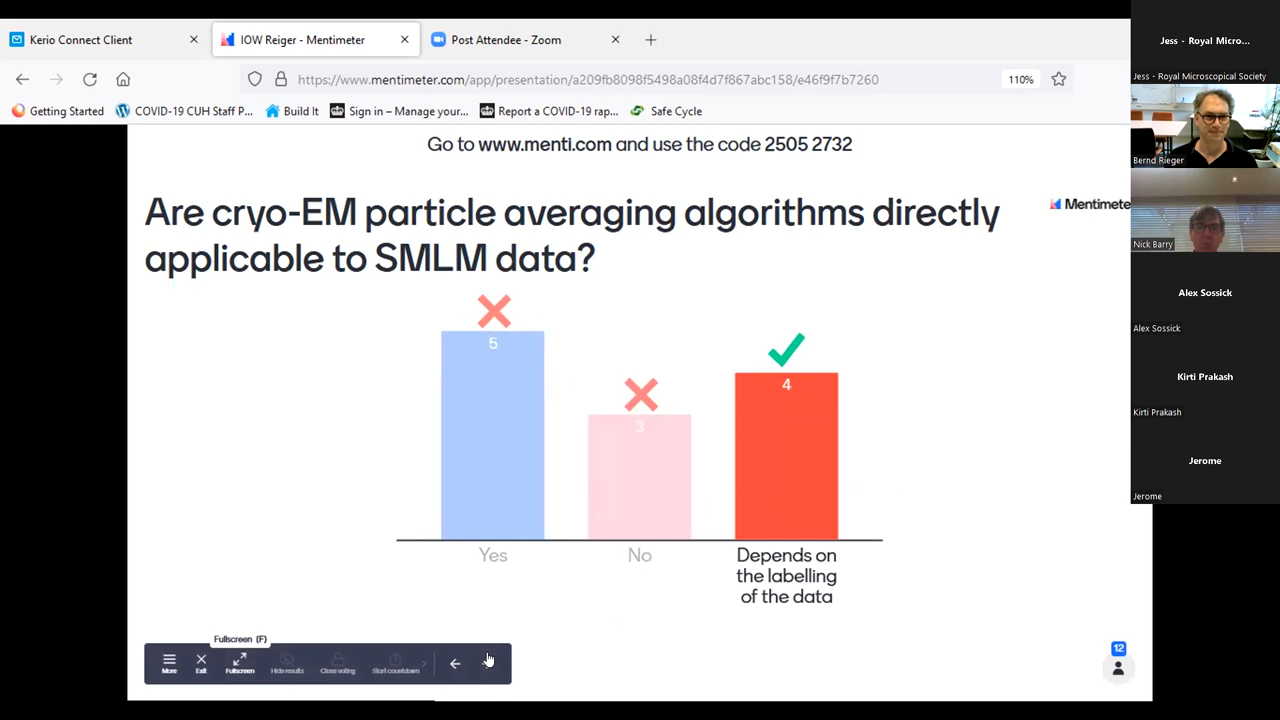 Kerio Connect Client
IOW Reiger - Mentimeter
Post Attendee - Zoom
https://www.mentimeter.com/app/presentation/a209fb8098f5498a08f4d7f867abc158/e46f9f7b7260
110%
Getting Started
COVID-19 CUH Staff P...
Build It
Sign in – Manage your...
Report a COVID-19 rap...
Safe Cycle
Go to www.menti.com and use the code 2505 2732
Are cryo-EM particle averaging algorithms directly
applicable to SMLM data?
Mentimeter
5
3
4
Yes
No
Depends on
the labelling
of the data
Fullscreen (F)
More
Exit
Fullscreen
Hide results
Close voting
Start countdown
12
Jess - Royal Micro...
Jess - Royal Microscopical Society
Bernd Rieger
Nick Barry
Alex Sossick
Alex Sossick
Kirti Prakash
Kirti Prakash
Jerome
Jerome